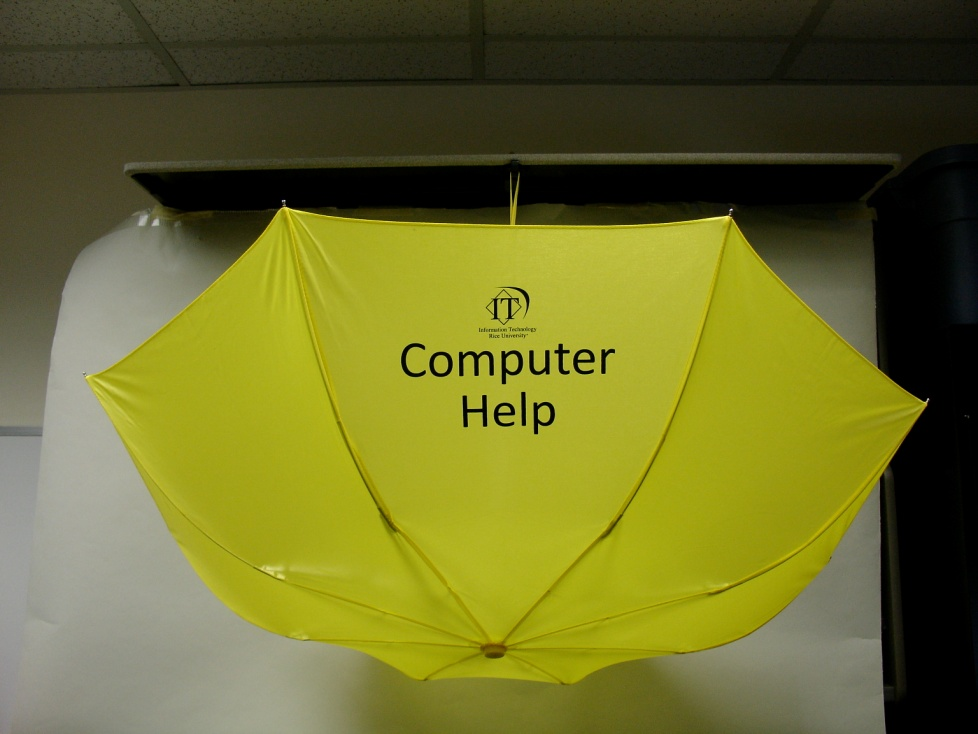 IT
Information Technology
Rice University
Computer
Help